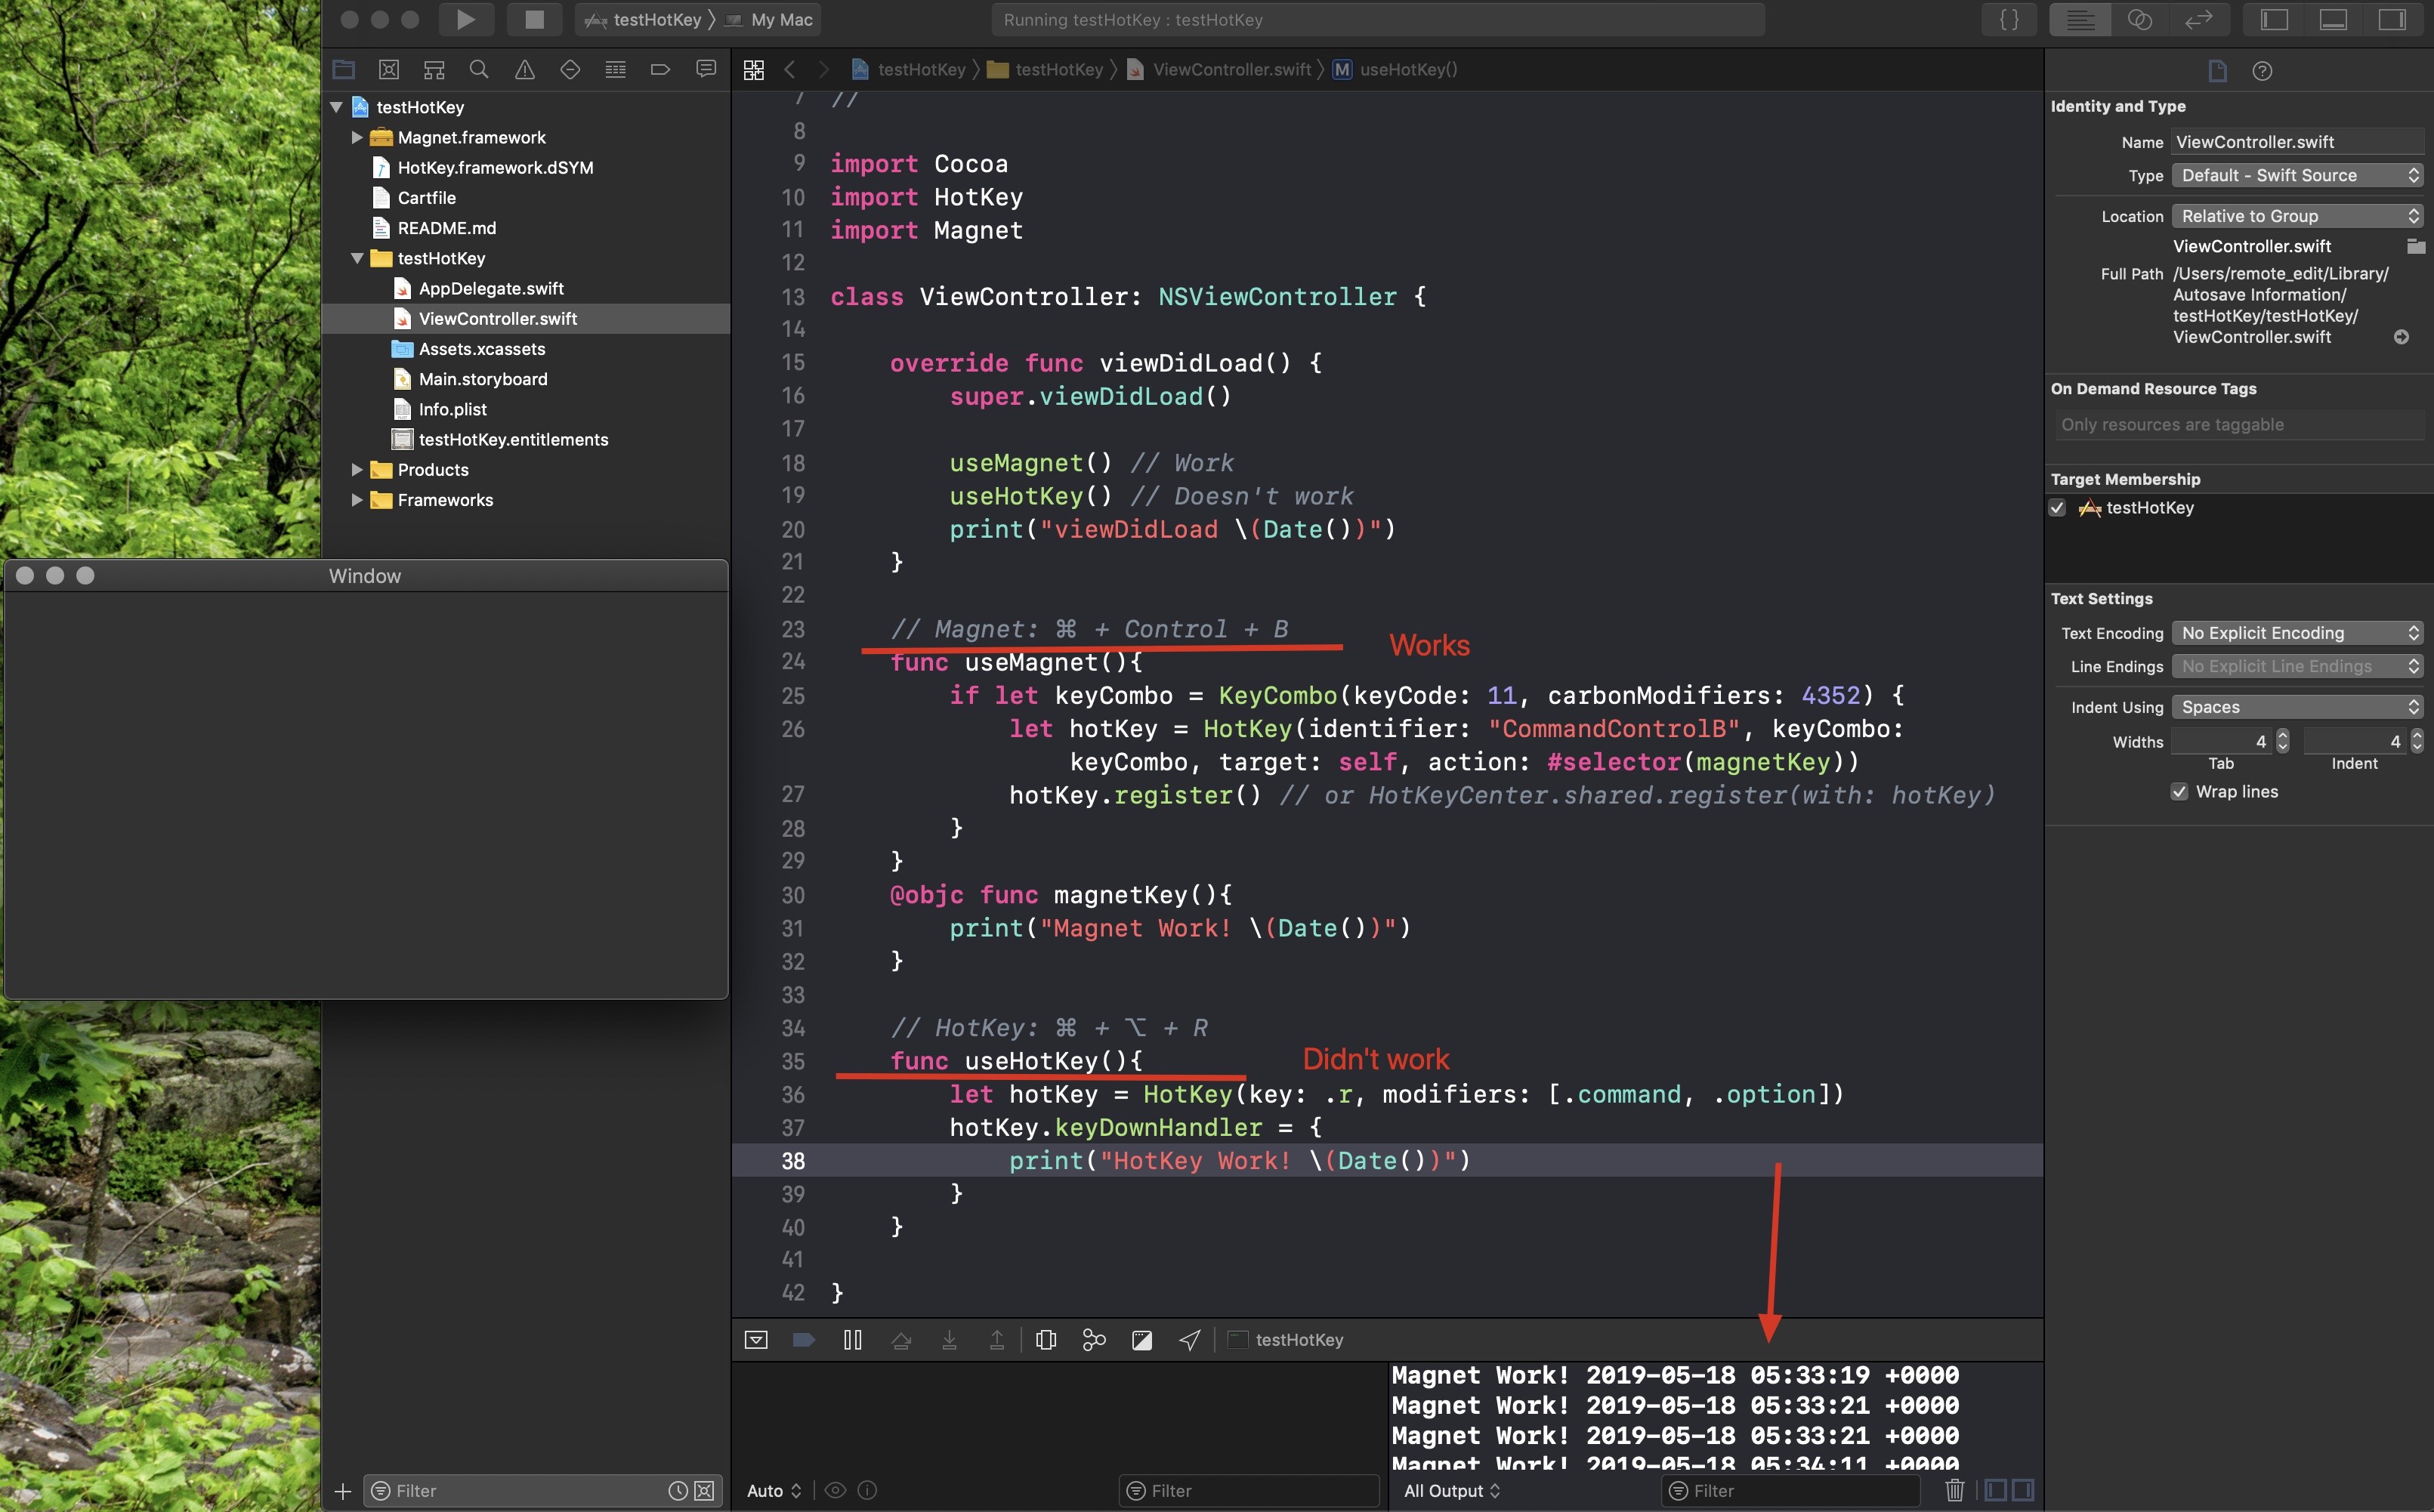 testHotKey 〉 My Mac
Running testHotKey : testHotKey
{ }
testHotKey 〉 testHotKey 〉 ViewController.swift 〉 M useHotKey()
testHotKey
Magnet.framework
HotKey.framework.dSYM
Cartfile
README.md
testHotKey
AppDelegate.swift
ViewController.swift
Assets.xcassets
Main.storyboard
Info.plist
testHotKey.entitlements
Products
Frameworks
Window
7 //
8
9 import Cocoa
10 import HotKey
11 import Magnet
12
13 class ViewController: NSViewController {
14
15 override func viewDidLoad() {
16 super.viewDidLoad()
17
18 useMagnet() // Work
19 useHotKey() // Doesn't work
20 print("viewDidLoad \(Date())")
21 }
22
23 // Magnet: ⌘ + Control + B
Works
24 func useMagnet(){
25 if let keyCombo = KeyCombo(keyCode: 11, carbonModifiers: 4352) {
26 let hotKey = HotKey(identifier: "CommandControlB", keyCombo:
keyCombo, target: self, action: #selector(magnetKey))
27 hotKey.register() // or HotKeyCenter.shared.register(with: hotKey)
28 }
29 }
30 @objc func magnetKey(){
31 print("Magnet Work! \(Date())")
32 }
33
34 // HotKey: ⌘ + ⌥ + R
35 func useHotKey(){
Didn't work
36 let hotKey = HotKey(key: .r, modifiers: [.command, .option])
37 hotKey.keyDownHandler = {
38 print("HotKey Work! \(Date())")
39 }
40 }
41
42 }
testHotKey
Magnet Work! 2019-05-18 05:33:19 +0000
Magnet Work! 2019-05-18 05:33:21 +0000
Magnet Work! 2019-05-18 05:33:21 +0000
Magnet Work! 2019-05-18 05:34:11 +0000
Filter
Auto
Filter
All Output
Filter
Identity and Type
Name ViewController.swift
Type Default - Swift Source
Location Relative to Group
ViewController.swift
Full Path /Users/remote_edit/Library/
Autosave Information/
testHotKey/testHotKey/
ViewController.swift
On Demand Resource Tags
Only resources are taggable
Target Membership
testHotKey
Text Settings
Text Encoding No Explicit Encoding
Line Endings No Explicit Line Endings
Indent Using Spaces
Widths 4 4
Tab Indent
Wrap lines